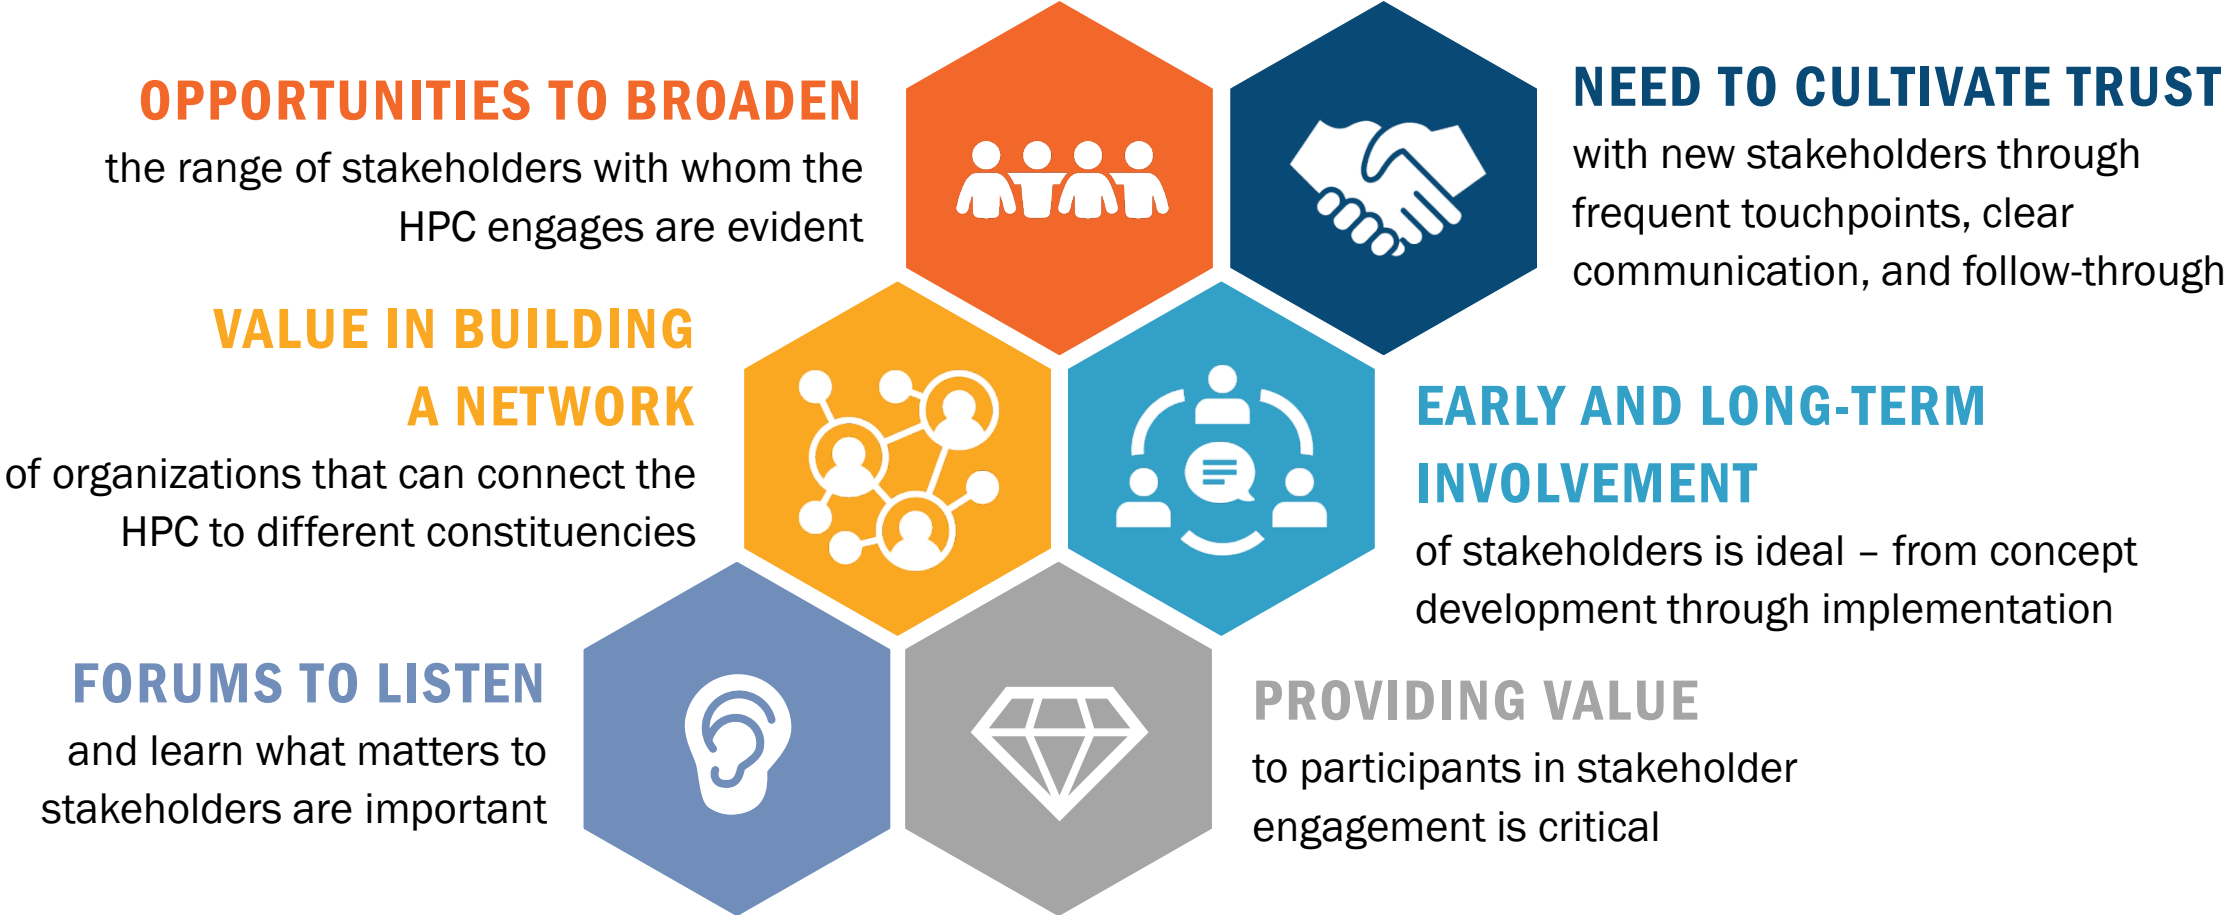 OPPORTUNITIES TO BROADEN
the range of stakeholders with whom the
HPC engages are evident
NEED TO CULTIVATE TRUST
with new stakeholders through
frequent touchpoints, clear
communication, and follow-through
VALUE IN BUILDING
A NETWORK
of organizations that can connect the
HPC to different constituencies
EARLY AND LONG-TERM
INVOLVEMENT
of stakeholders is ideal – from concept
development through implementation
FORUMS TO LISTEN
and learn what matters to
stakeholders are important
PROVIDING VALUE
to participants in stakeholder
engagement is critical